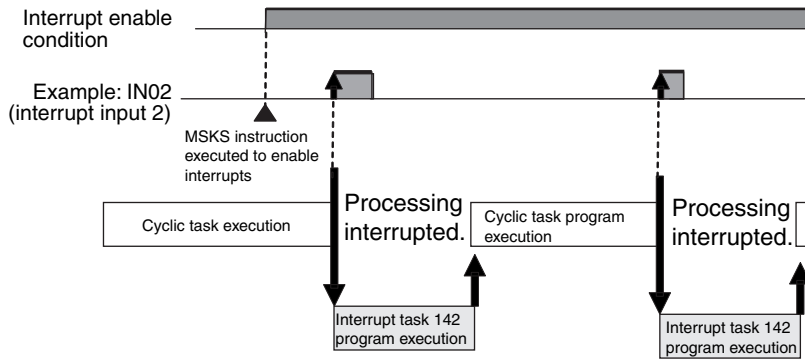 Interrupt enable
condition
Example: IN02
(interrupt input 2)
MSKS instruction
executed to enable
interrupts
Cyclic task execution
Processing
interrupted.
Cyclic task program
execution
Processing
interrupted.
Interrupt task 142
program execution
Interrupt task 142
program execution